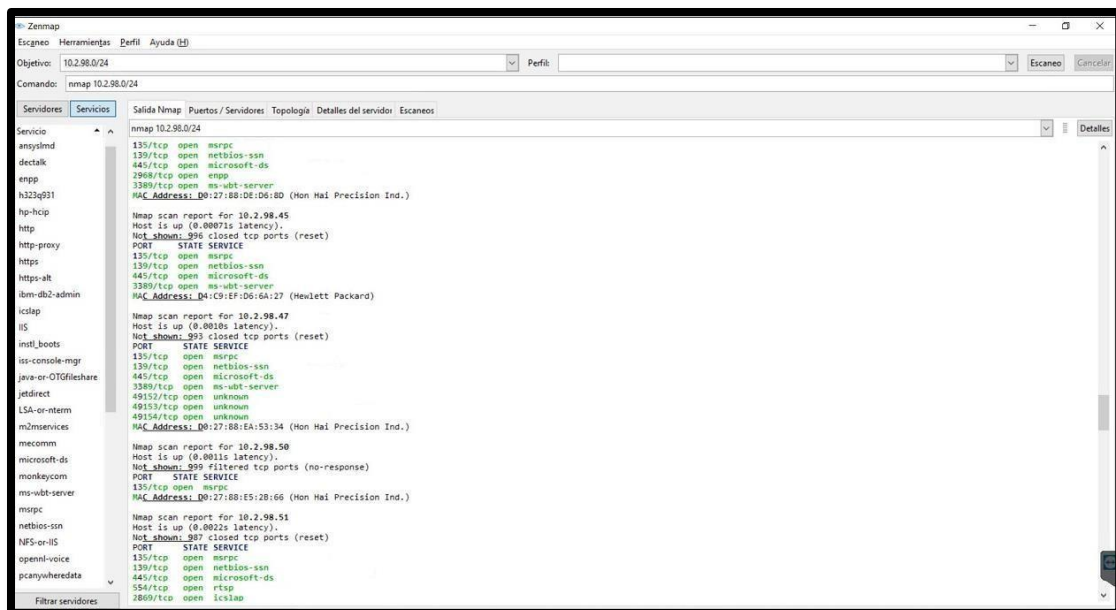 Zenmap
Escaneo Herramientas Perfil Ayuda (H)
Objetivo: 10.2.98.0/24 Perfil: Escaneo Cancelar
Comando: nmap 10.2.98.0/24
Servidores Servicios
Servicio
ansyslmd
dectalk
enpp
h323q931
hp-hcip
http
http-proxy
https
https-alt
ibm-db2-admin
icslap
IIS
instl_boots
iss-console-mgr
java-or-OTGfileshare
jetdirect
LSA-or-nterm
m2mservices
mecomm
microsoft-ds
monkeycom
ms-wbt-server
msrpc
netbios-ssn
NFS-or-IIS
opennl-voice
pcanywheredata
Filtrar servidores
Salida Nmap Puertos / Servidores Topología Detalles del servidor Escaneos
nmap 10.2.98.0/24 Detalles
135/tcp open msrpc
139/tcp open netbios-ssn
445/tcp open microsoft-ds
2968/tcp open enpp
3389/tcp open ms-wbt-server
MAC Address: D0:27:88:DE:D6:8D (Hon Hai Precision Ind.)
Nmap scan report for 10.2.98.45
Host is up (0.00071s latency).
Not shown: 996 closed tcp ports (reset)
PORT STATE SERVICE
135/tcp open msrpc
139/tcp open netbios-ssn
445/tcp open microsoft-ds
3389/tcp open ms-wbt-server
MAC Address: D4:C9:EF:D6:6A:27 (Hewlett Packard)
Nmap scan report for 10.2.98.47
Host is up (0.0010s latency).
Not shown: 993 closed tcp ports (reset)
PORT STATE SERVICE
135/tcp open msrpc
139/tcp open netbios-ssn
445/tcp open microsoft-ds
3389/tcp open ms-wbt-server
49152/tcp open unknown
49153/tcp open unknown
49154/tcp open unknown
MAC Address: D0:27:88:EA:53:34 (Hon Hai Precision Ind.)
Nmap scan report for 10.2.98.50
Host is up (0.0011s latency).
Not shown: 999 filtered tcp ports (no-response)
PORT STATE SERVICE
135/tcp open msrpc
MAC Address: D0:27:88:E5:2B:66 (Hon Hai Precision Ind.)
Nmap scan report for 10.2.98.51
Host is up (0.0022s latency).
Not shown: 987 closed tcp ports (reset)
PORT STATE SERVICE
135/tcp open msrpc
139/tcp open netbios-ssn
445/tcp open microsoft-ds
554/tcp open rtsp
2869/tcp open icslap